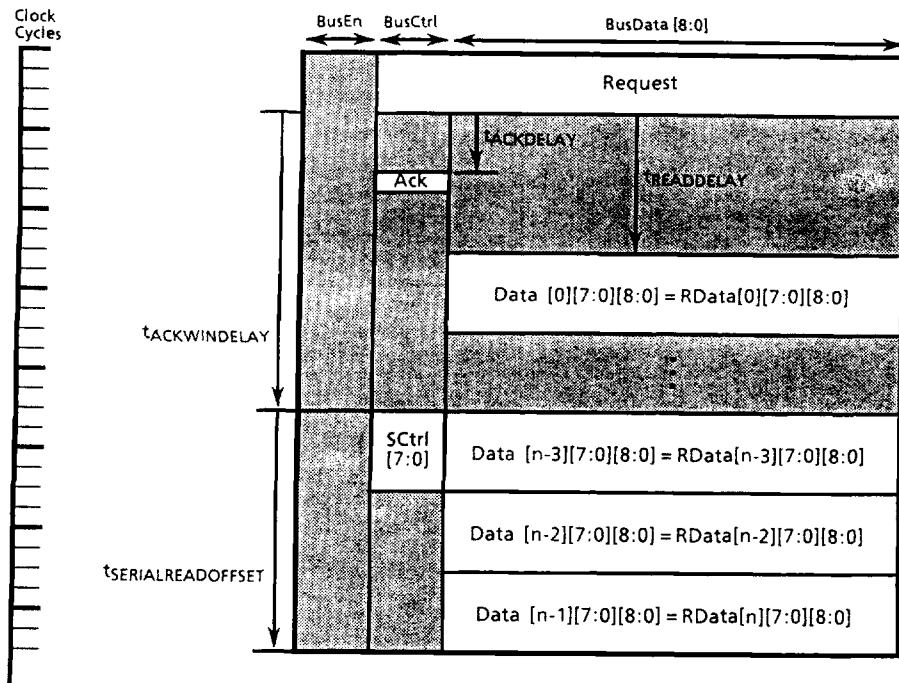 Clock
Cycles
BusEn
BusCtrl
BusData [8:0]
Request
tACKDELAY
Ack
tREADDELAY
Data [0][7:0][8:0] = RData[0][7:0][8:0]
tACKWINDELAY
SCtrl
[7:0]
Data [n-3][7:0][8:0] = RData[n-3][7:0][8:0]
Data [n-2][7:0][8:0] = RData[n-2][7:0][8:0]
tSERIALREADOFFSET
Data [n-1][7:0][8:0] = RData[n][7:0][8:0]